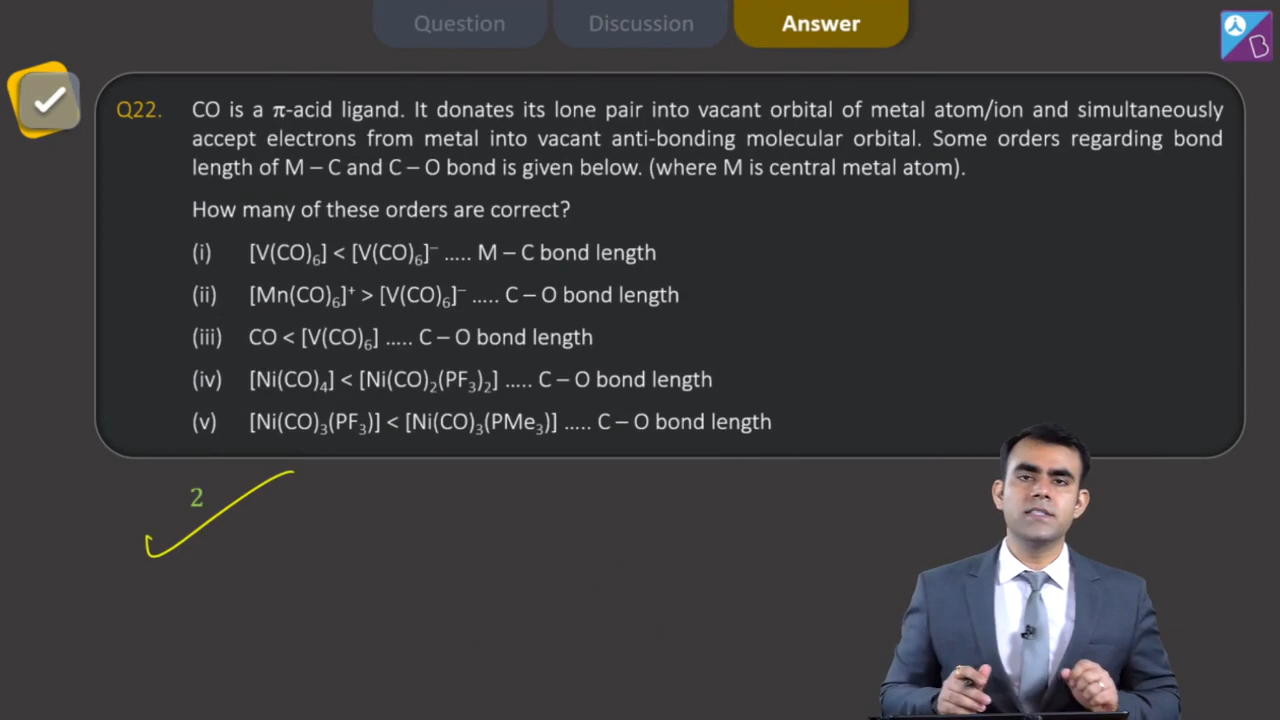 Question Discussion Answer
B
Q22. CO is a π-acid ligand. It donates its lone pair into vacant orbital of metal atom/ion and simultaneously
accept electrons from metal into vacant anti-bonding molecular orbital. Some orders regarding bond
length of M – C and C – O bond is given below. (where M is central metal atom).
How many of these orders are correct?
(i) [V(CO)₆] < [V(CO)₆]⁻ ..... M – C bond length
(ii) [Mn(CO)₆]⁺ > [V(CO)₆]⁻ ..... C – O bond length
(iii) CO < [V(CO)₆] ..... C – O bond length
(iv) [Ni(CO)₄] < [Ni(CO)₂(PF₃)₂] ..... C – O bond length
(v) [Ni(CO)₃(PF₃)] < [Ni(CO)₃(PMe₃)] ..... C – O bond length
2